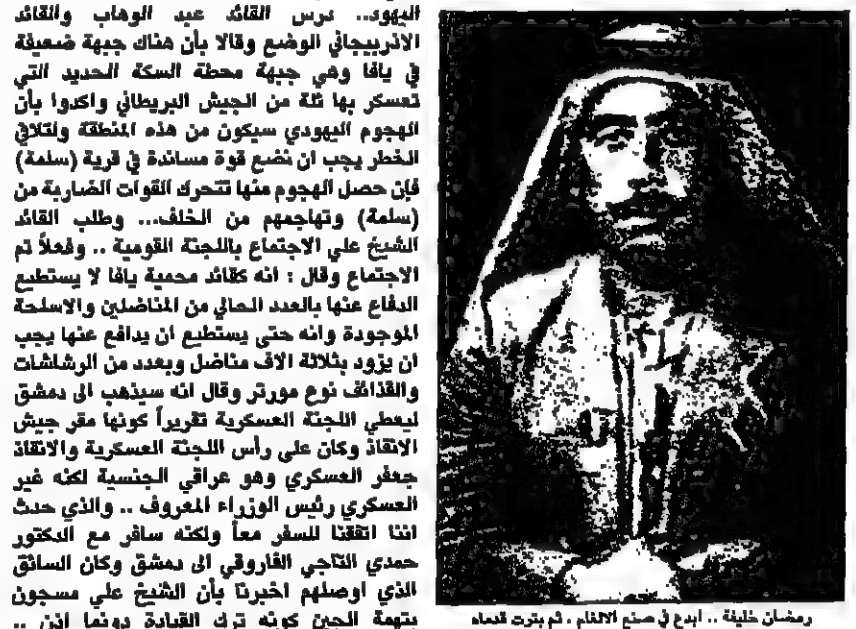 اليهود.. درس القائد عبد الوهاب والقائد
الاذربيجاني الوضع وقالا بأن هناك جبهة ضعيفة
في يافا وهي جبهة محطة السكة الحديد التي
تعسكر بها ثلة من الجيش البريطاني واكدوا بأن
الهجوم اليهودي سيكون من هذه المنطقة ولتلافي
الخطر يجب ان نضع قوة مساندة في قرية (سلمة)
فإن حصل الهجوم منها تتحرك القوات الضاربة من
(سلمة) وتهاجمهم من الخلف... وطلب القائد
الشيخ علي الاجتماع باللجنة القومية .. وفعلاً تم
الاجتماع وقال : انه كقائد محمية يافا لا يستطيع
الدفاع عنها بالعدد الحالي من المناضلين والاسلحة
الموجودة وانه حتى يستطيع ان يدافع عنها يجب
ان يزود بثلاثة الاف مناضل وبعدد من الرشاشات
والقذائف نوع مورتر وقال انه سيذهب الى دمشق
ليعطي اللجنة العسكرية تقريراً كونها مقر جيش
الانقاذ وكان على رأس اللجنة العسكرية والانقاذ
جعفر العسكري وهو عراقي الجنسية لكنه غير
العسكري رئيس الوزراء المعروف .. والذي حدث
اننا اتفقنا للسفر معاً ولكنه سافر مع الدكتور
حمدي التاجي الفاروقي الى دمشق وكان السائق
الذي اوصلهم اخبرنا بأن الشيخ علي مسجون
بتهمة الجبن كونه ترك القيادة دونما اذن ..
رمضان خليفة .. ابدع في صنع الالغام ، ثم بترت قدماه